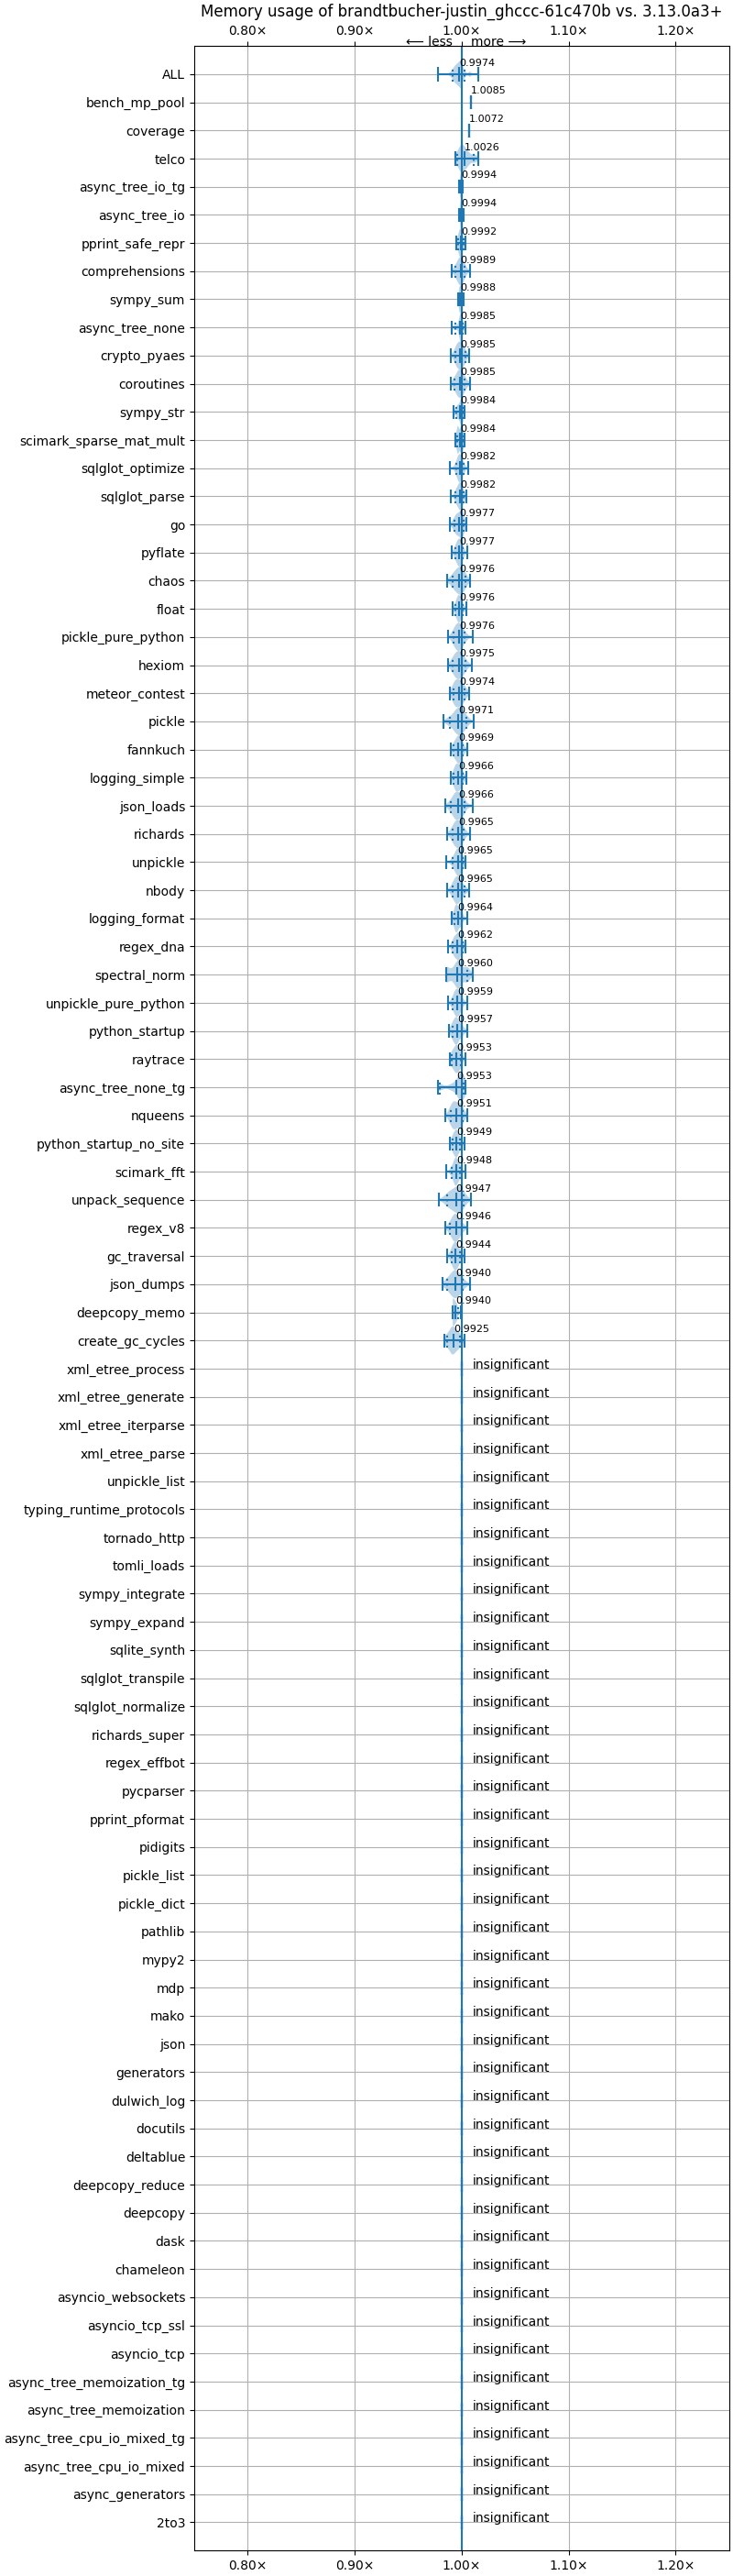 Memory usage of brandtbucher-justin_ghccc-61c470b vs. 3.13.0a3+
0.80× 0.90× 1.00× 1.10× 1.20×
⟵ less more ⟶
ALL 0.9974
bench_mp_pool 1.0085
coverage 1.0072
telco 1.0026
async_tree_io_tg 0.9994
async_tree_io 0.9994
pprint_safe_repr 0.9992
comprehensions 0.9989
sympy_sum 0.9988
async_tree_none 0.9985
crypto_pyaes 0.9985
coroutines 0.9985
sympy_str 0.9984
scimark_sparse_mat_mult 0.9984
sqlglot_optimize 0.9982
sqlglot_parse 0.9982
go 0.9977
pyflate 0.9977
chaos 0.9976
float 0.9976
pickle_pure_python 0.9976
hexiom 0.9975
meteor_contest 0.9974
pickle 0.9971
fannkuch 0.9969
logging_simple 0.9966
json_loads 0.9966
richards 0.9965
unpickle 0.9965
nbody 0.9965
logging_format 0.9964
regex_dna 0.9962
spectral_norm 0.9960
unpickle_pure_python 0.9959
python_startup 0.9957
raytrace 0.9953
async_tree_none_tg 0.9953
nqueens 0.9951
python_startup_no_site 0.9949
scimark_fft 0.9948
unpack_sequence 0.9947
regex_v8 0.9946
gc_traversal 0.9944
json_dumps 0.9940
deepcopy_memo 0.9940
create_gc_cycles 0.9925
xml_etree_process insignificant
xml_etree_generate insignificant
xml_etree_iterparse insignificant
xml_etree_parse insignificant
unpickle_list insignificant
typing_runtime_protocols insignificant
tornado_http insignificant
tomli_loads insignificant
sympy_integrate insignificant
sympy_expand insignificant
sqlite_synth insignificant
sqlglot_transpile insignificant
sqlglot_normalize insignificant
richards_super insignificant
regex_effbot insignificant
pycparser insignificant
pprint_pformat insignificant
pidigits insignificant
pickle_list insignificant
pickle_dict insignificant
pathlib insignificant
mypy2 insignificant
mdp insignificant
mako insignificant
json insignificant
generators insignificant
dulwich_log insignificant
docutils insignificant
deltablue insignificant
deepcopy_reduce insignificant
deepcopy insignificant
dask insignificant
chameleon insignificant
asyncio_websockets insignificant
asyncio_tcp_ssl insignificant
asyncio_tcp insignificant
async_tree_memoization_tg insignificant
async_tree_memoization insignificant
async_tree_cpu_io_mixed_tg insignificant
async_tree_cpu_io_mixed insignificant
async_generators insignificant
2to3 insignificant
0.80× 0.90× 1.00× 1.10× 1.20×